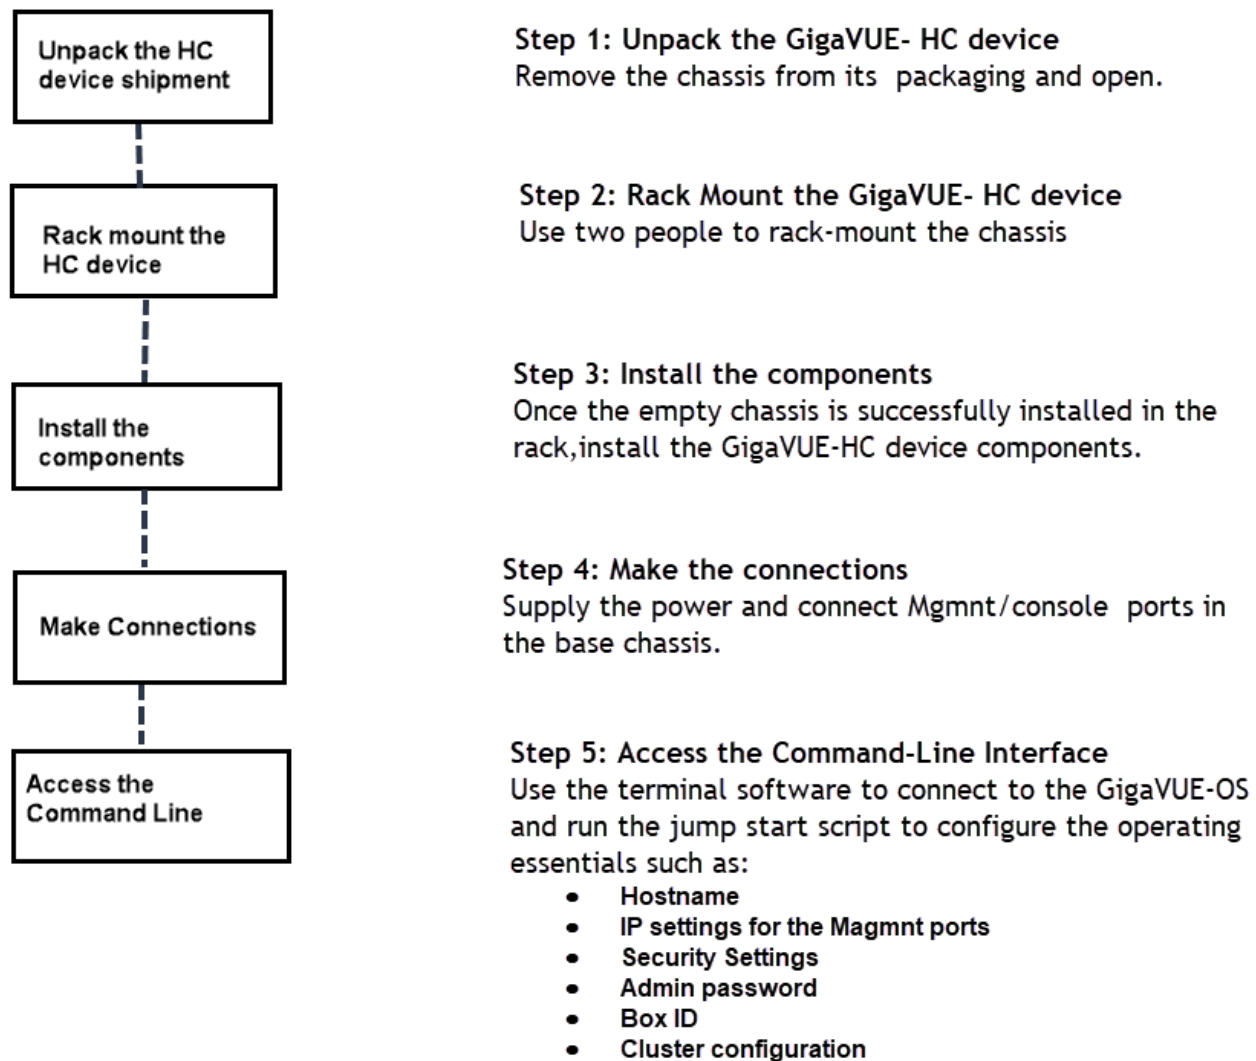 Unpack the HC
device shipment
Step 1: Unpack the GigaVUE- HC device
Remove the chassis from its  packaging and open.
Rack mount the
HC device
Step 2: Rack Mount the GigaVUE- HC device
Use two people to rack-mount the chassis
Install the
components
Step 3: Install the components
Once the empty chassis is successfully installed in the
rack,install the GigaVUE-HC device components.
Make Connections
Step 4: Make the connections
Supply the power and connect Mgmnt/console  ports in
the base chassis.
Access the
Command Line
Step 5: Access the Command-Line Interface
Use the terminal software to connect to the GigaVUE-OS
and run the jump start script to configure the operating
essentials such as:
• Hostname
• IP settings for the Magmnt ports
• Security Settings
• Admin password
• Box ID
• Cluster configuration